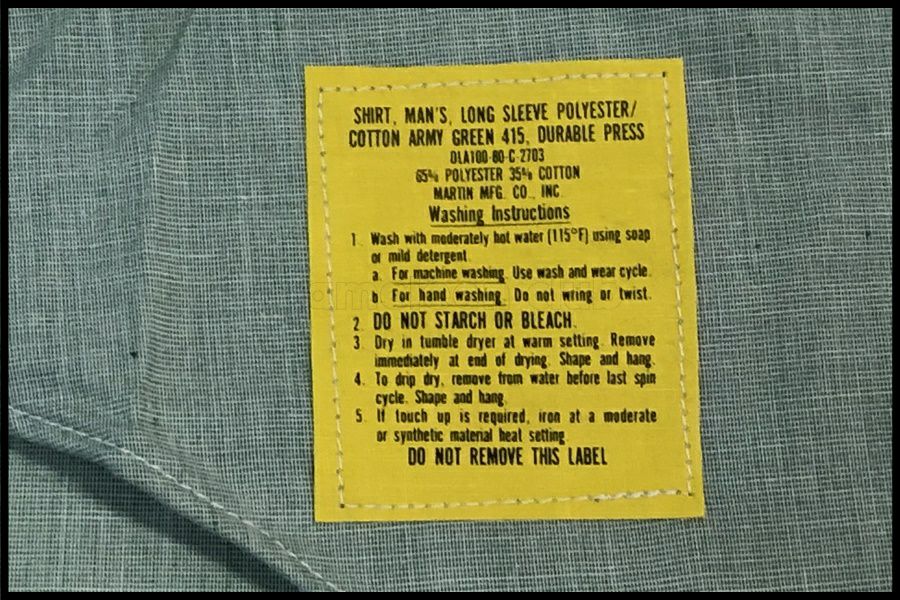 SHIRT, MAN'S, LONG SLEEVE POLYESTER/
COTTON ARMY GREEN 415, DURABLE PRESS
DLA100-80-C-2703
65% POLYESTER 35% COTTON
MARTIN MFG. CO., INC.
Washing Instructions
1. Wash with moderately hot water (115°F) using soap
or mild detergent.
a. For machine washing. Use wash and wear cycle.
b. For hand washing. Do not wring or twist.
2. DO NOT STARCH OR BLEACH.
3. Dry in tumble dryer at warm setting. Remove
immediately at end of drying. Shape and hang.
4. To drip dry, remove from water before last spin
cycle. Shape and hang.
5. If touch up is required, iron at a moderate
or synthetic material heat setting.
DO NOT REMOVE THIS LABEL